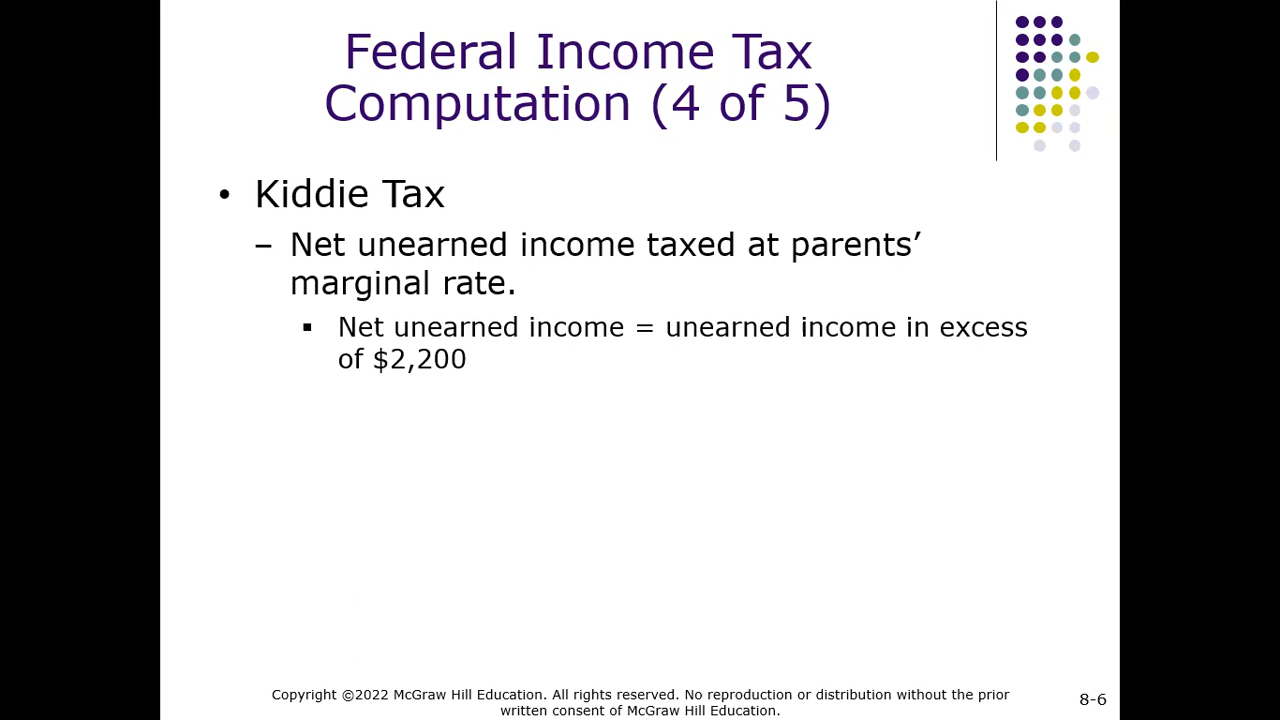 Federal Income Tax
Computation (4 of 5)
• Kiddie Tax
– Net unearned income taxed at parents’
marginal rate.
▪ Net unearned income = unearned income in excess
of $2,200
Copyright ©2022 McGraw Hill Education. All rights reserved. No reproduction or distribution without the prior
written consent of McGraw Hill Education.
8-6